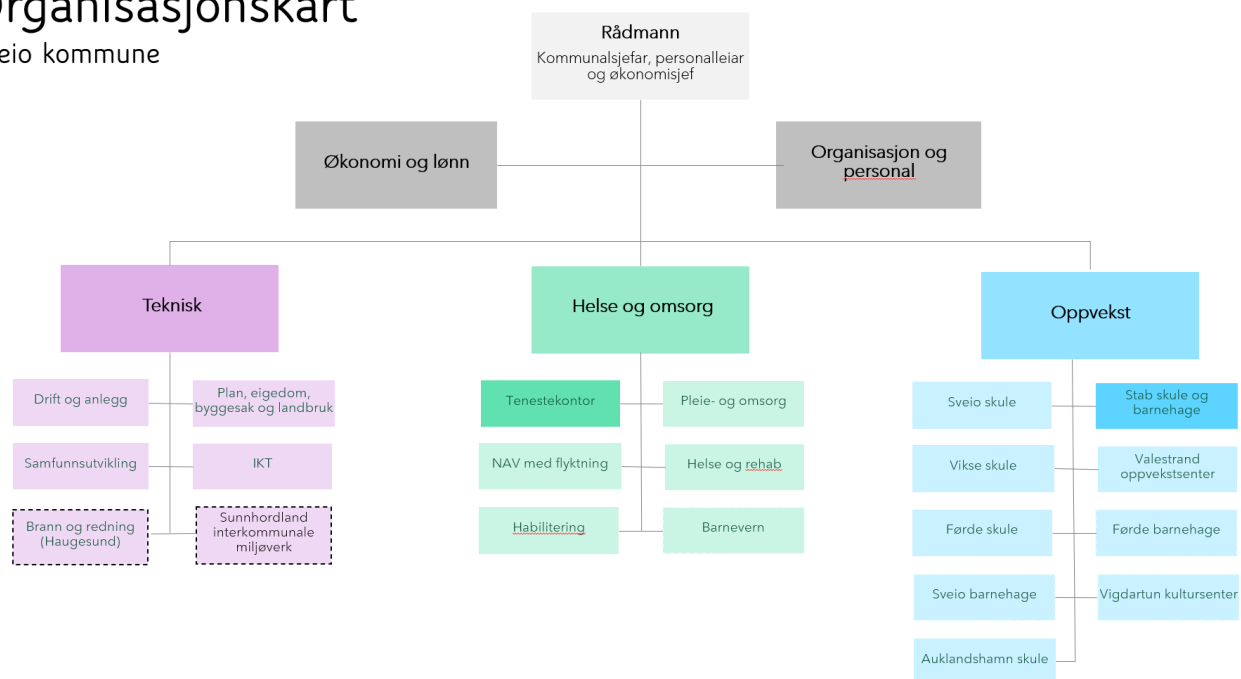 Organisasjonskart
eio kommune
Rådmann
Kommunalsjefar, personalleiar
og økonomisjef
Økonomi og lønn
Organisasjon og
personal
Teknisk
Helse og omsorg
Oppvekst
Drift og anlegg
Plan, eigedom,
byggesak og landbruk
Samfunnsutvikling
IKT
Brann og redning
(Haugesund)
Sunnhordland
interkommunale
miljøverk
Tenestekontor
Pleie- og omsorg
NAV med flyktning
Helse og rehab
Habilitering
Barnevern
Sveio skule
Stab skule og
barnehage
Vikse skule
Valestrand
oppvekstsenter
Førde skule
Førde barnehage
Sveio barnehage
Vigdartun kultursenter
Auklandshamn skule